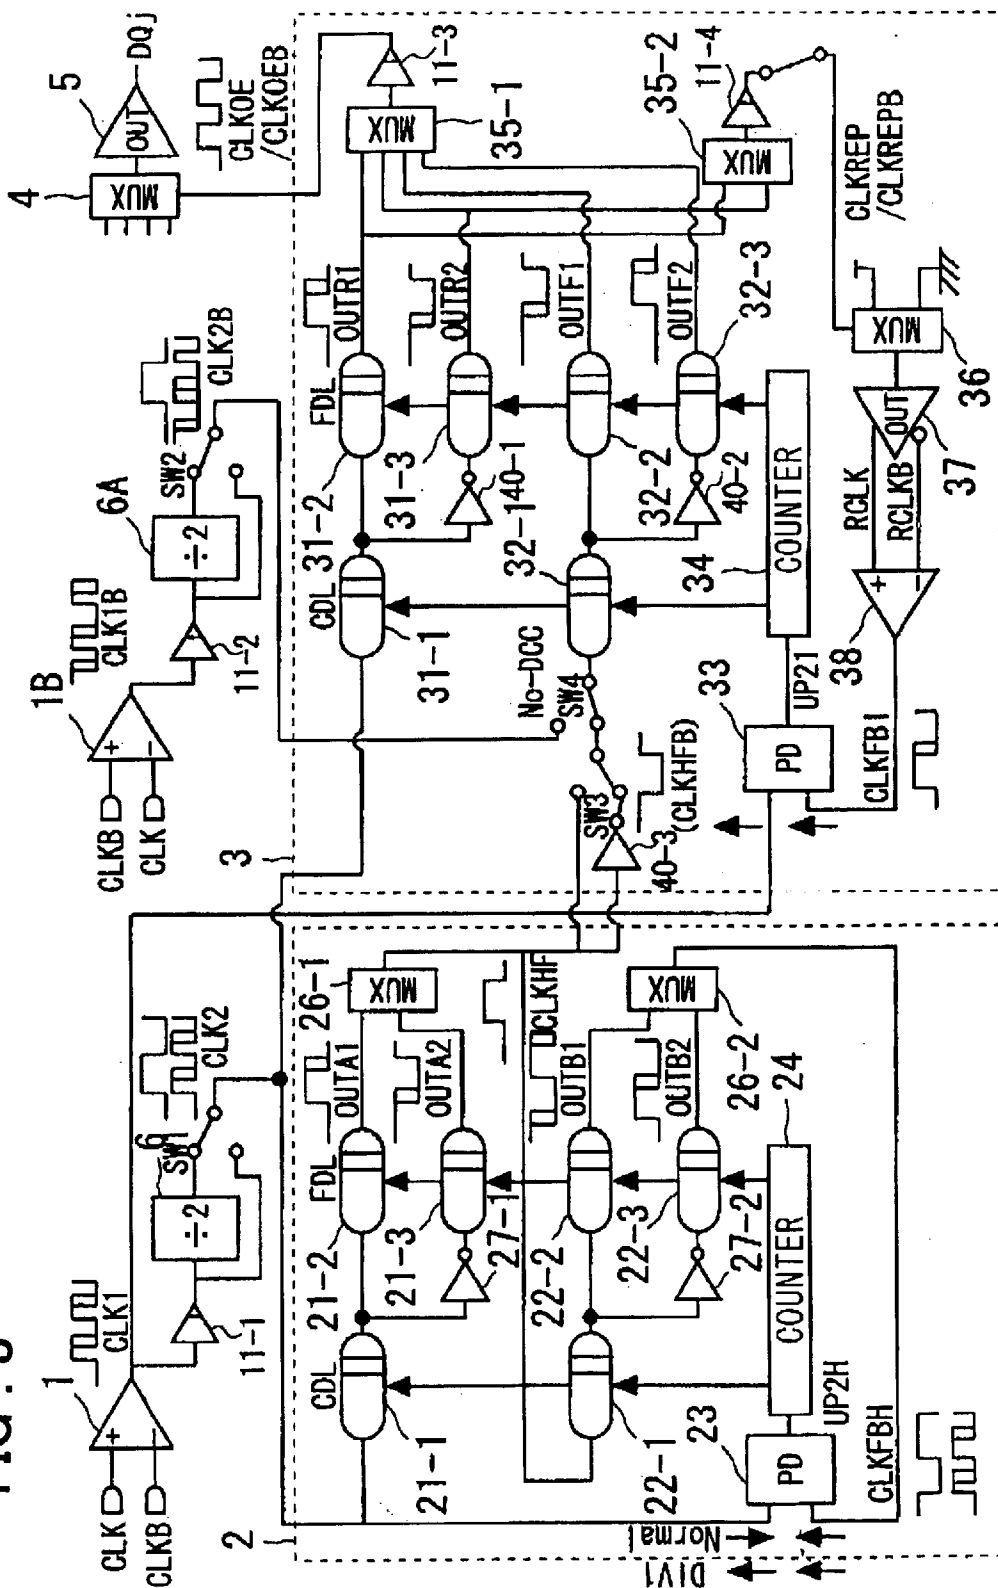 CLK
CLKB
1
CLK1
11-1
÷2
6
SW1
CLK2
CLKB
CLK
1B
CLK1B
11-2
÷2
6A
SW2
CLK2B
4
MUX
5
OUT
DQj
CLKOE
/CLKOEB
2
CDL
21-1
21-2
FDL
OUTA1
26-1
MUX
21-3
OUTA2
27-1
CLKHF
22-1
22-2
OUTB1
22-3
OUTB2
MUX
26-2
27-2
COUNTER
24
UP2H
23
PD
CLKFBH
Normal
DIV1
3
CDL
31-1
31-2
FDL
OUTR1
31-3
OUTR2
40-1
MUX
35-1
11-3
No-DCC
SW4
SW3
40-3
(CLKHFB)
32-1
32-2
OUTF1
OUTF2
32-3
40-2
MUX
35-2
11-4
34
COUNTER
33
PD
UP21
CLKREP
/CLKREPB
MUX
36
OUT
37
RCLK
RCLKB
38
CLKFBI